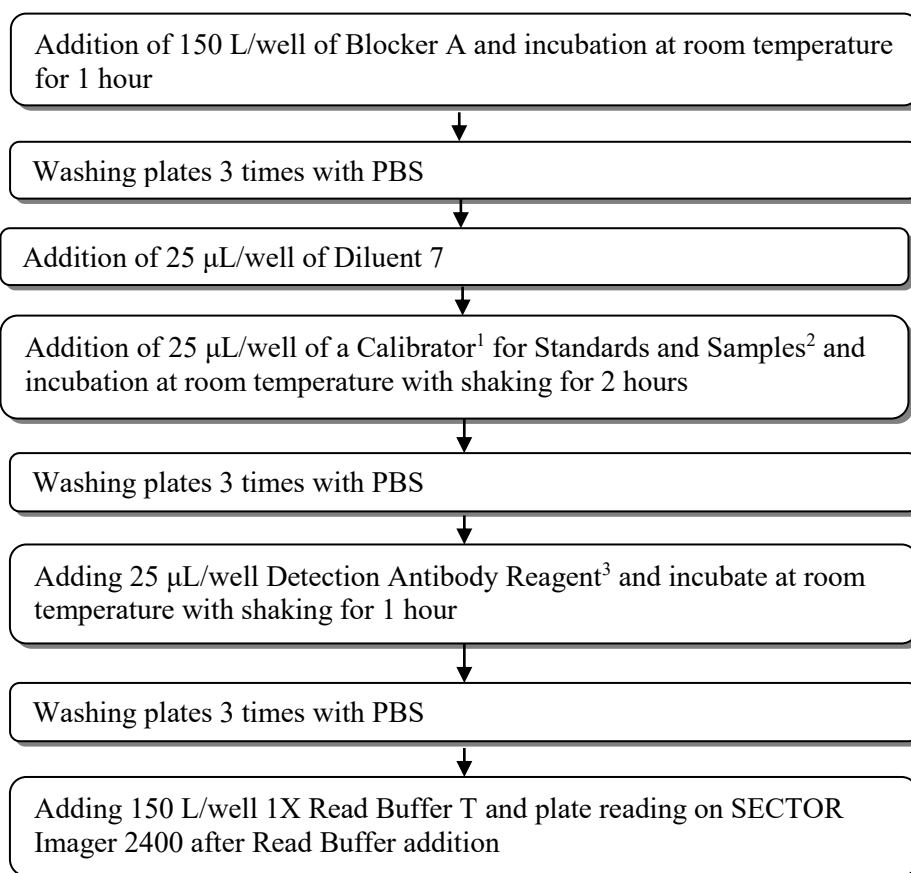 Addition of 150 L/well of Blocker A and incubation at room temperature
for 1 hour
Washing plates 3 times with PBS
Addition of 25 μL/well of Diluent 7
Addition of 25 μL/well of a Calibrator¹ for Standards and Samples² and
incubation at room temperature with shaking for 2 hours
Washing plates 3 times with PBS
Adding 25 μL/well Detection Antibody Reagent³ and incubate at room
temperature with shaking for 1 hour
Washing plates 3 times with PBS
Adding 150 L/well 1X Read Buffer T and plate reading on SECTOR
Imager 2400 after Read Buffer addition